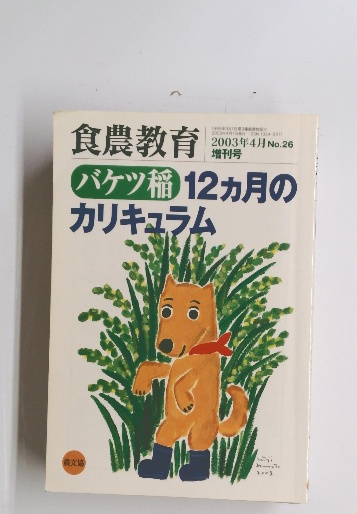 食農教育
2003年4月 No.26
増刊号
バケツ稲 12ヵ月の
カリキュラム
農文協